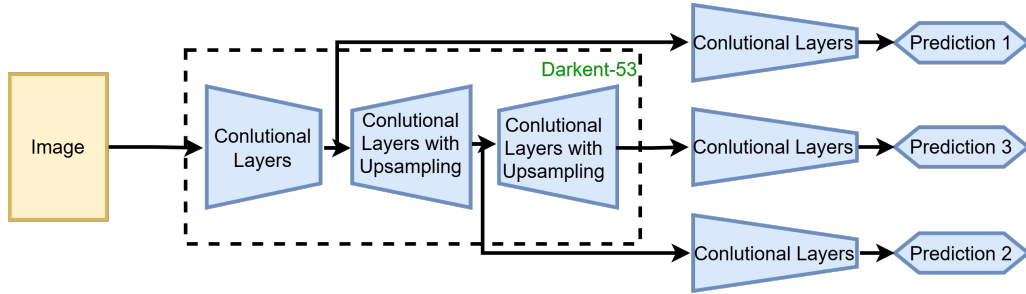 Image
Darkent-53
Conlutional
Layers
Conlutional
Layers with
Upsampling
Conlutional
Layers with
Upsampling
Conlutional Layers
Prediction 1
Conlutional Layers
Prediction 3
Conlutional Layers
Prediction 2